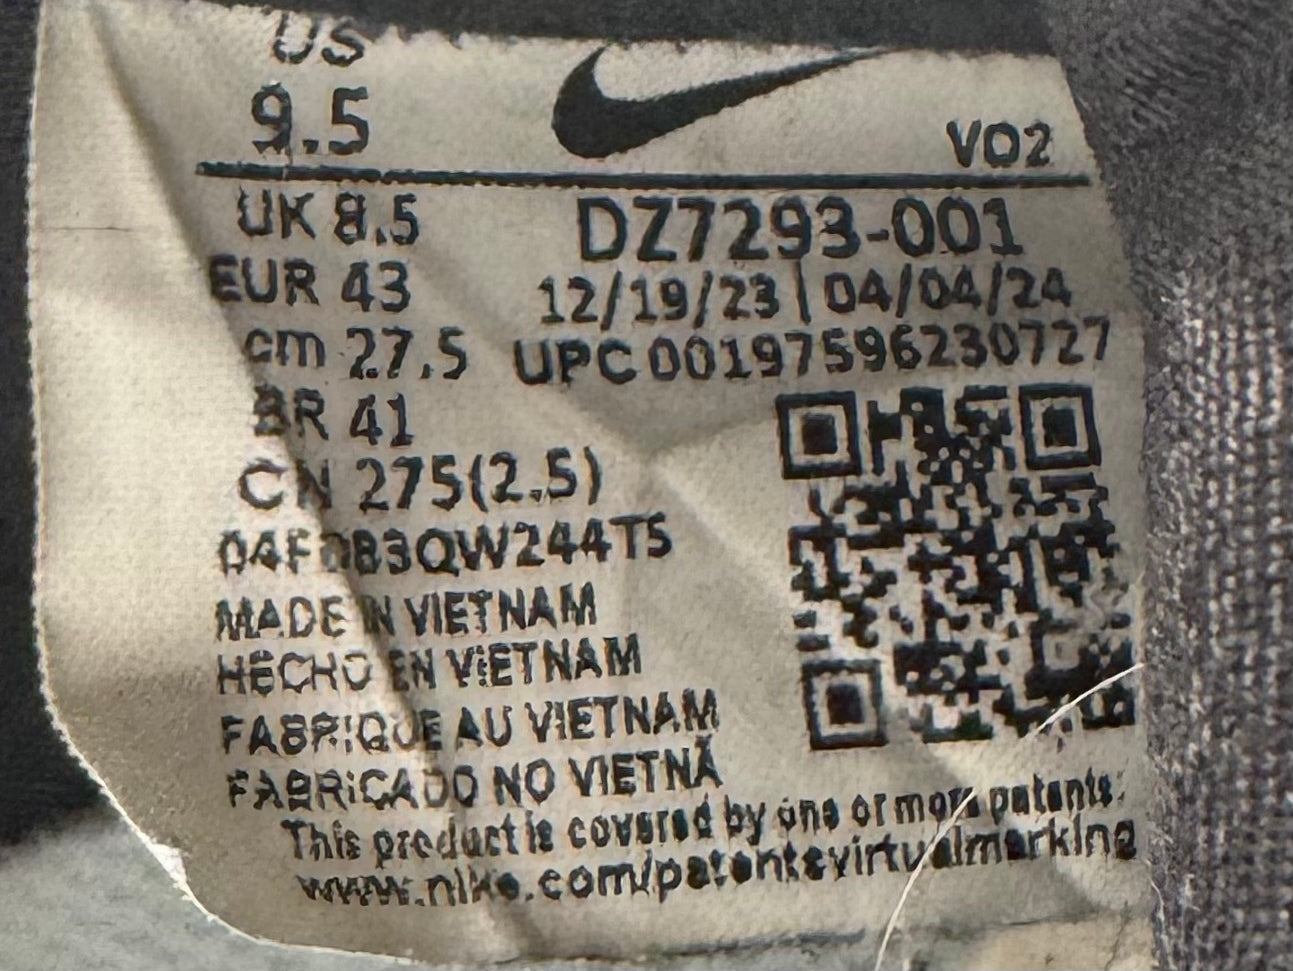 US
9.5
VO2
UK 8.5
EUR 43
cm 27.5
BR 41
CN 275(2.5)
DZ7293-001
12/19/23 | 04/04/24
UPC 00197596230727
MADE IN VIETNAM
HECHO EN VIETNAM
FABRIQUE AU VIETNAM
FABRICADO NO VIETNÃ
This product is covered by one or more patents:
www.nike.com/patentsvirtualmarking